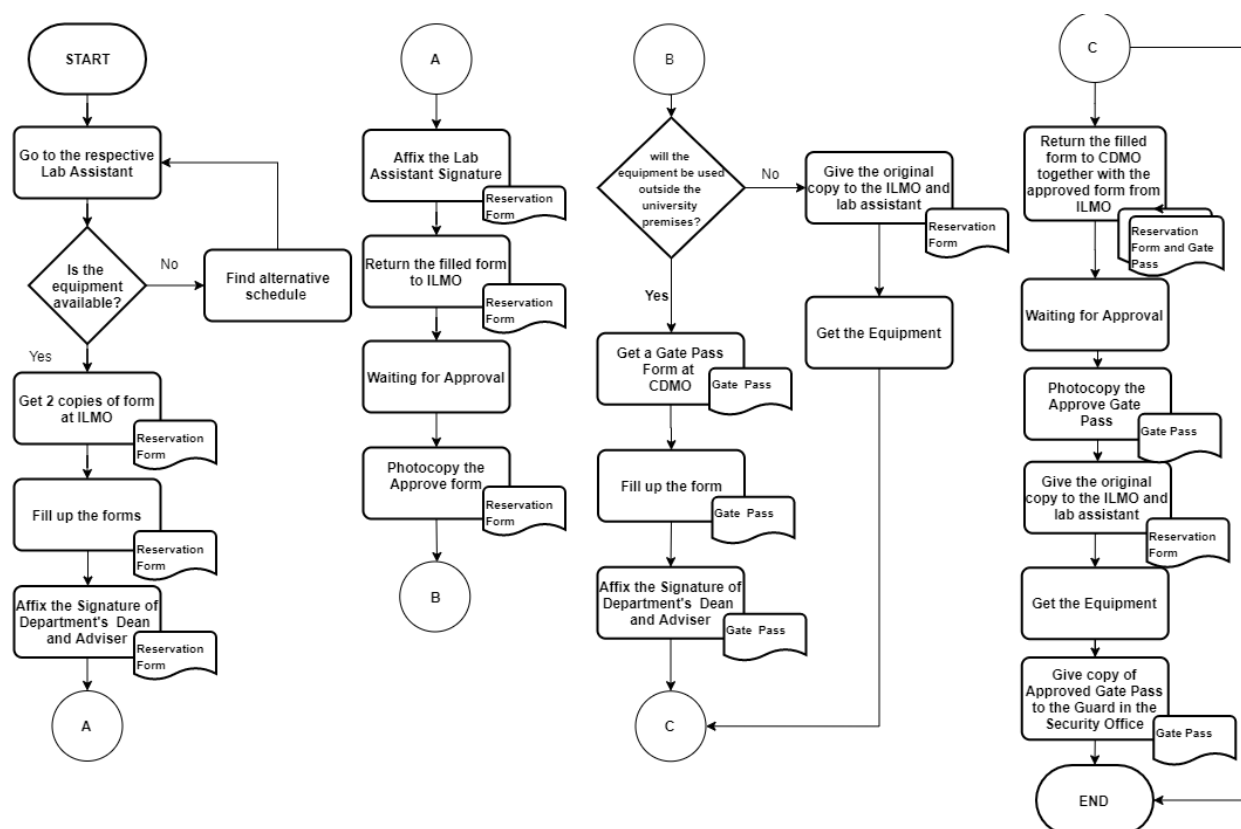 START
Go to the respective
Lab Assistant
Is the
equipment
available?
No
Find alternative
schedule
Yes
Get 2 copies of form
at ILMO
Reservation
Form
Fill up the forms
Reservation
Form
Affix the Signature of
Department's Dean
and Adviser
Reservation
Form
A
A
Affix the Lab
Assistant Signature
Reservation
Form
Return the filled form
to ILMO
Reservation
Form
Waiting for Approval
Photocopy the
Approve form
Reservation
Form
B
B
will the
equipment be used
outside the
university
premises?
No
Give the original
copy to the ILMO and
lab assistant
Reservation
Form
Get the Equipment
Yes
Get a Gate Pass
Form at
CDMO
Gate Pass
Fill up the form
Gate Pass
Affix the Signature of
Department's Dean
and Adviser
Gate Pass
C
C
Return the filled
form to CDMO
together with the
approved form from
ILMO
Reservation
Form and Gate
Pass
Waiting for Approval
Photocopy the
Approve Gate
Pass
Gate Pass
Give the original
copy to the ILMO and
lab assistant
Reservation
Form
Get the Equipment
Give copy of
Approved Gate Pass
to the Guard in the
Security Office
Gate Pass
END